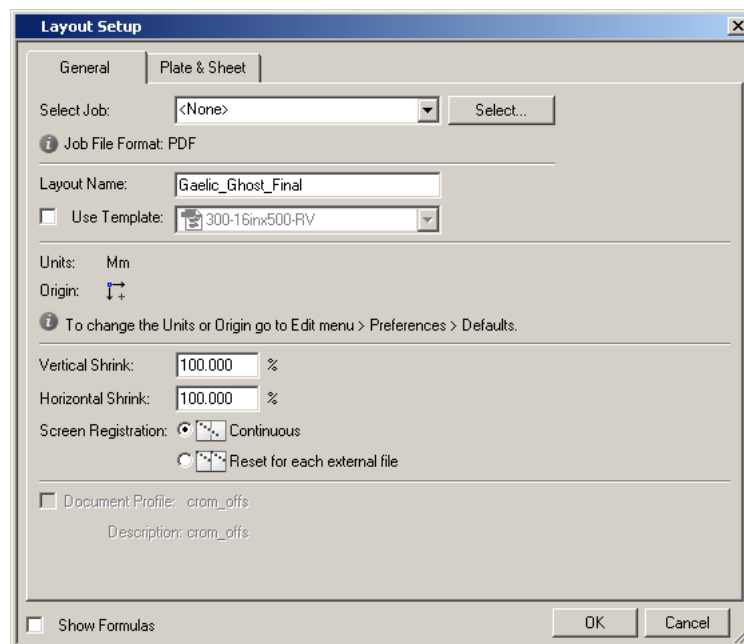 Layout Setup
General Plate & Sheet
Select Job: <None> Select...
Job File Format: PDF
Layout Name: Gaelic_Ghost_Final
Use Template: 300-16inx500-RV
Units: Mm
Origin:
To change the Units or Origin go to Edit menu > Preferences > Defaults.
Vertical Shrink: 100.000 %
Horizontal Shrink: 100.000 %
Screen Registration: Continuous
Reset for each external file
Document Profile: crom_offs
Description: crom_offs
Show Formulas OK Cancel